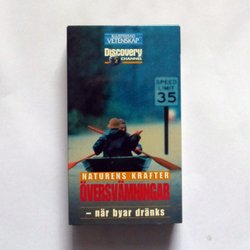 ILLUSTRERAD
VETENSKAP
Discovery
CHANNEL
SPEED
LIMIT
35
NATURENS KRAFTER
ÖVERSVÄMNINGAR
– när byar dränks